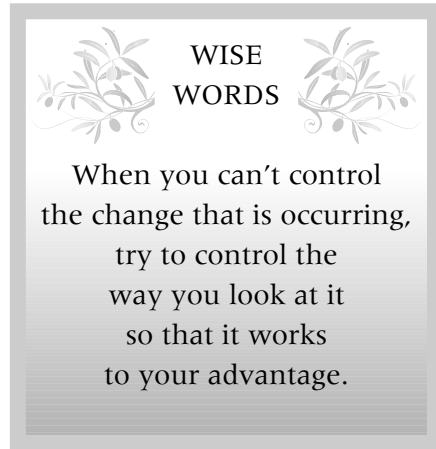 WISE
WORDS
When you can’t control
the change that is occurring,
try to control the
way you look at it
so that it works
to your advantage.